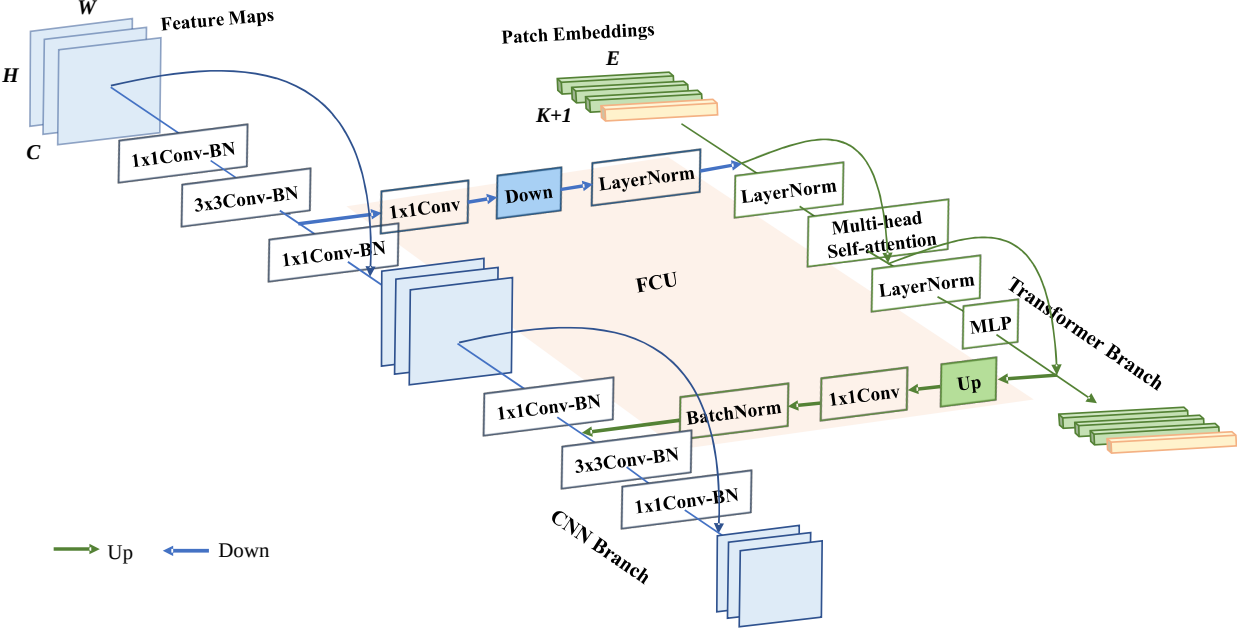 W
Feature Maps
H
C
Patch Embeddings
E
K+1
1x1Conv-BN
3x3Conv-BN
1x1Conv-BN
1x1Conv
Down
LayerNorm
LayerNorm
Multi-head
Self-attention
LayerNorm
MLP
Transformer Branch
FCU
Up
1x1Conv
BatchNorm
1x1Conv-BN
3x3Conv-BN
1x1Conv-BN
CNN Branch
Up
Down